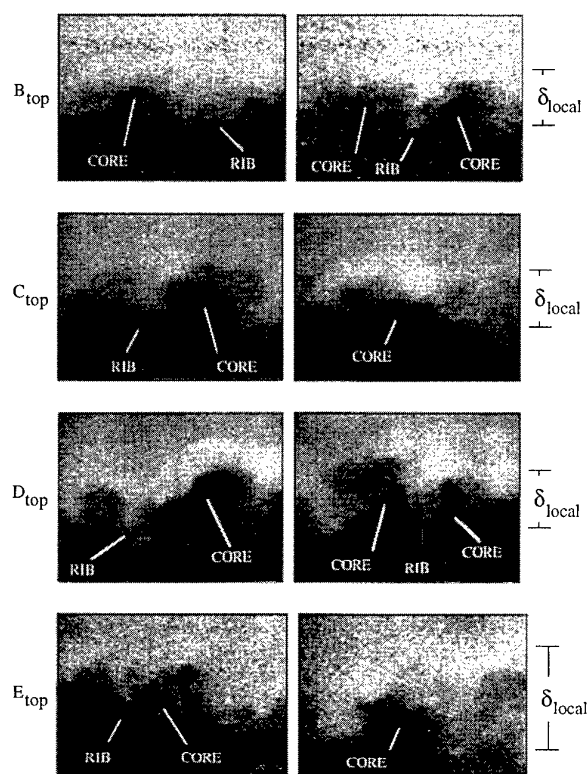 B_top
CORE RIB
CORE RIB CORE
δ_local
C_top
RIB CORE
CORE
δ_local
D_top
RIB CORE
CORE RIB CORE
δ_local
E_top
RIB CORE
CORE
δ_local